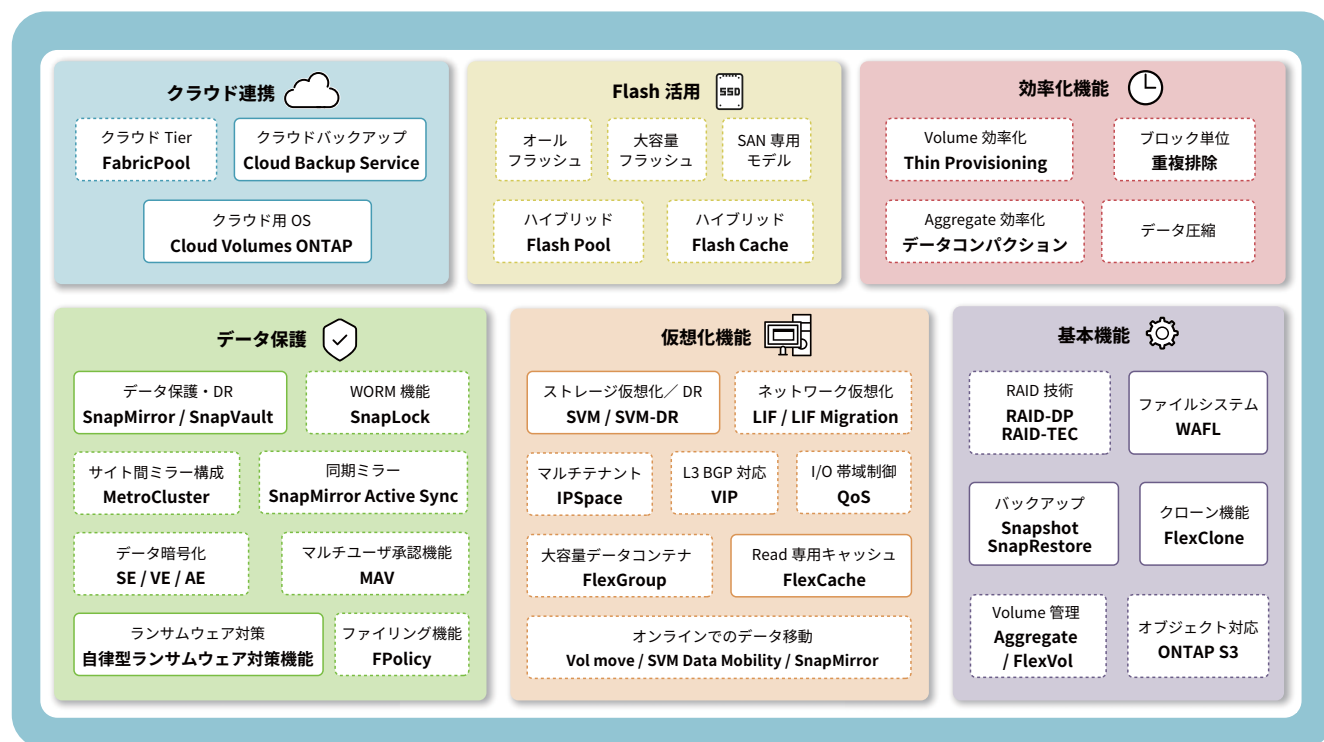 クラウド連携
クラウド Tier
FabricPool
クラウドバックアップ
Cloud Backup Service
クラウド用 OS
Cloud Volumes ONTAP
Flash 活用
SSD
オール
フラッシュ
大容量
フラッシュ
SAN 専用
モデル
ハイブリッド
Flash Pool
ハイブリッド
Flash Cache
効率化機能
Volume 効率化
Thin Provisioning
ブロック単位
重複排除
Aggregate 効率化
データコンパクション
データ圧縮
データ保護
データ保護・DR
SnapMirror / SnapVault
WORM 機能
SnapLock
サイト間ミラー構成
MetroCluster
同期ミラー
SnapMirror Active Sync
データ暗号化
SE / VE / AE
マルチユーザ承認機能
MAV
ランサムウェア対策
自律型ランサムウェア対策機能
ファイリング機能
FPolicy
仮想化機能
ストレージ仮想化／ DR
SVM / SVM-DR
ネットワーク仮想化
LIF / LIF Migration
マルチテナント
IPSpace
L3 BGP 対応
VIP
I/O 帯域制御
QoS
大容量データコンテナ
FlexGroup
Read 専用キャッシュ
FlexCache
オンラインでのデータ移動
Vol move / SVM Data Mobility / SnapMirror
基本機能
RAID 技術
RAID-DP
RAID-TEC
ファイルシステム
WAFL
バックアップ
Snapshot
SnapRestore
クローン機能
FlexClone
Volume 管理
Aggregate
/ FlexVol
オブジェクト対応
ONTAP S3